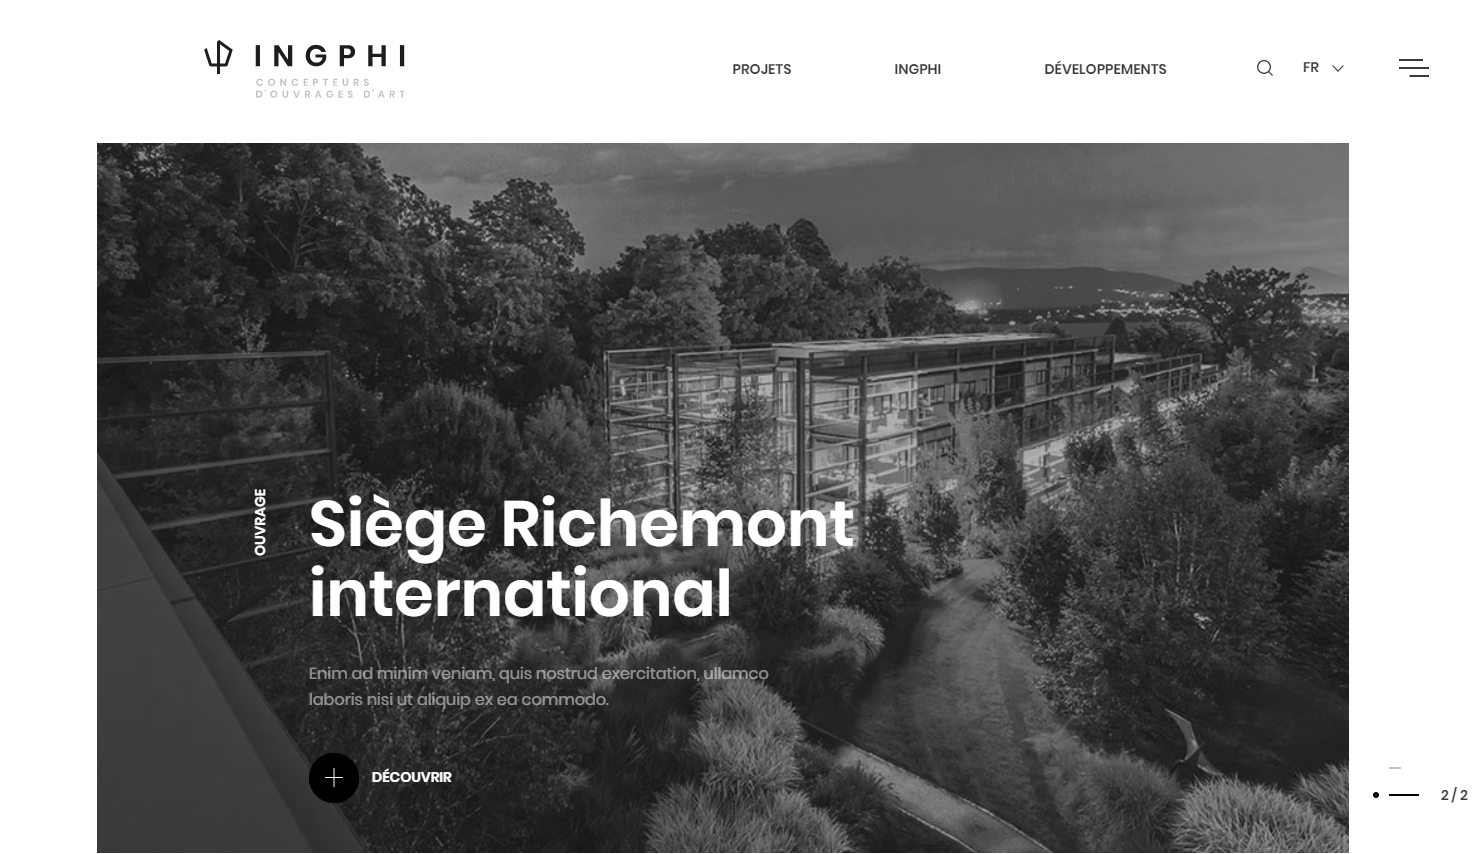 INGPHI
CONCEPTEURS
D'OUVRAGES D'ART
PROJETS
INGPHI
DÉVELOPPEMENTS
FR
OUVRAGE
Siège Richemont
international
Enim ad minim veniam, quis nostrud exercitation, ullamco
laboris nisi ut aliquip ex ea commodo.
DÉCOUVRIR
2 / 2